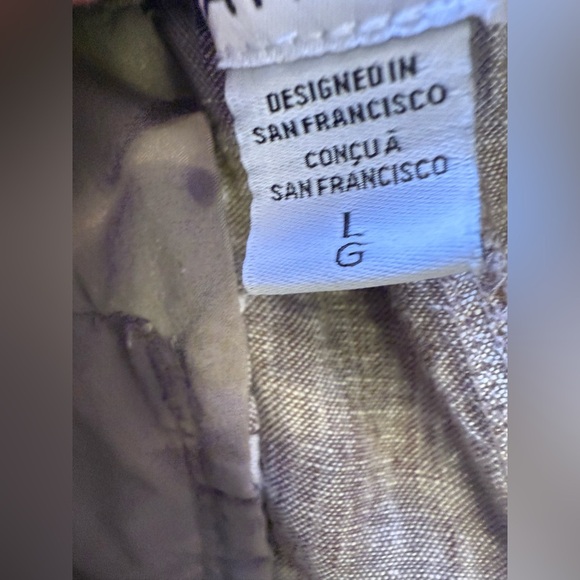 DESIGNED IN
SAN FRANCISCO
CONÇU À
SAN FRANCISCO
L
G